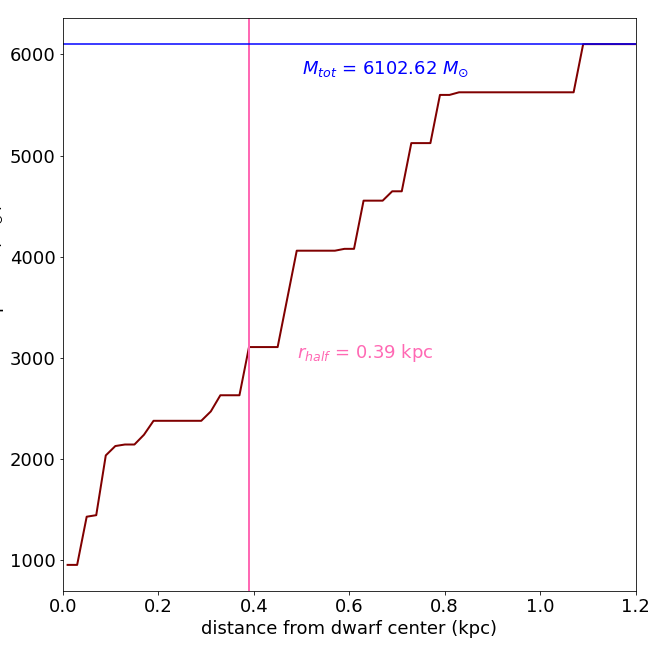 6000
M_tot = 6102.62 M_⊙
5000
4000
3000
r_half = 0.39 kpc
2000
1000
0.0 0.2 0.4 0.6 0.8 1.0 1.2
distance from dwarf center (kpc)